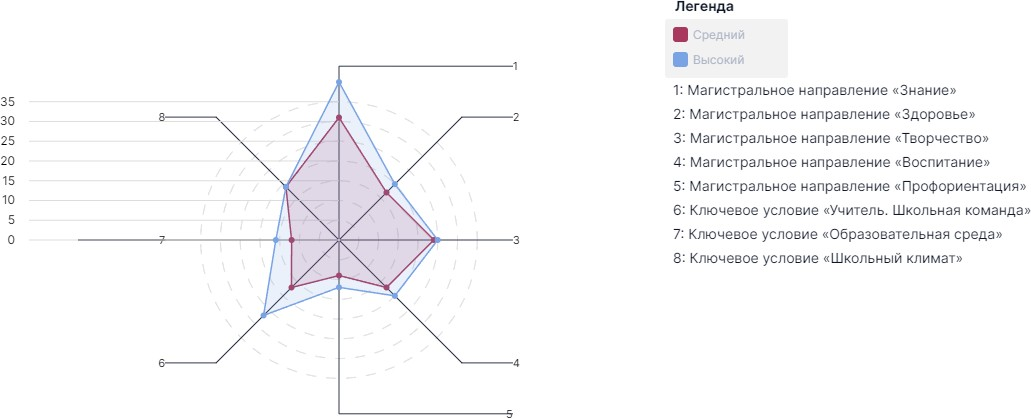 Легенда
Средний
Высокий
1: Магистральное направление «Знание»
2: Магистральное направление «Здоровье»
3: Магистральное направление «Творчество»
4: Магистральное направление «Воспитание»
5: Магистральное направление «Профориентация»
6: Ключевое условие «Учитель. Школьная команда»
7: Ключевое условие «Образовательная среда»
8: Ключевое условие «Школьный климат»
1
35
30
8
2
25
20
15
10
5
0
7
3
6
4
5